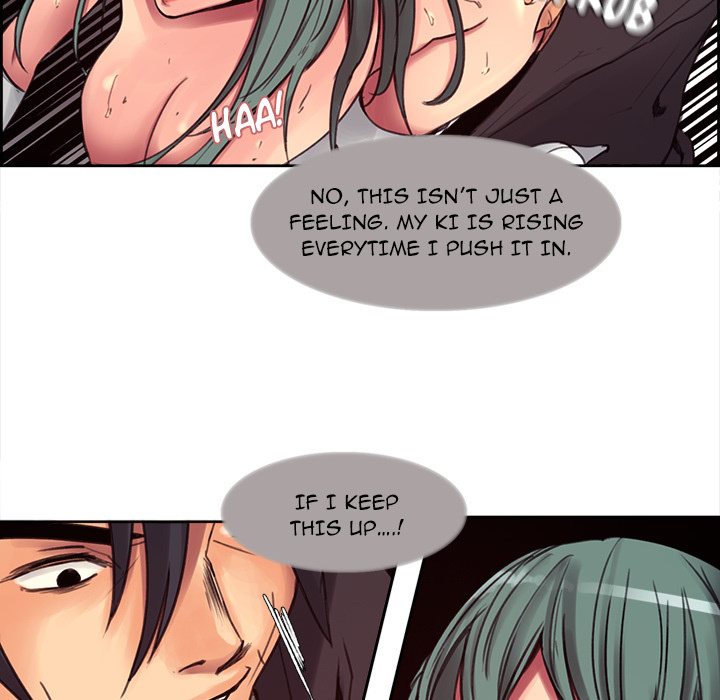 HAA!
NO, THIS ISN'T JUST A
FEELING. MY KI IS RISING
EVERYTIME I PUSH IT IN.
IF I KEEP
THIS UP....!